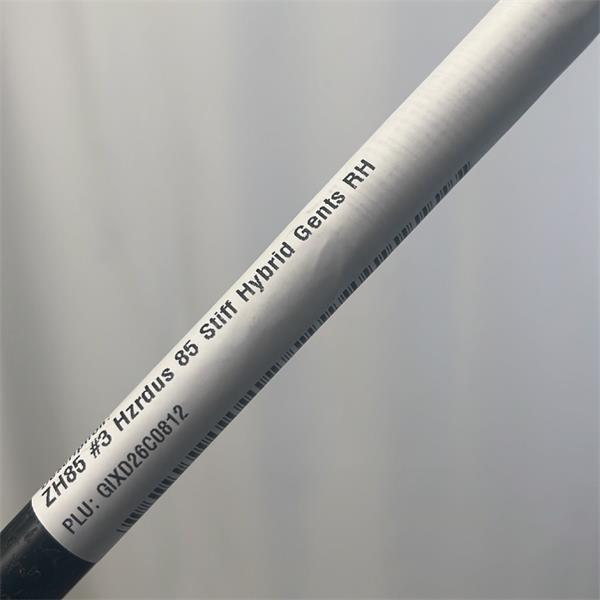 ZH85 #3 Hzrdus 85 Stiff Hybrid Gents RH
PLU: GIXD26C0812